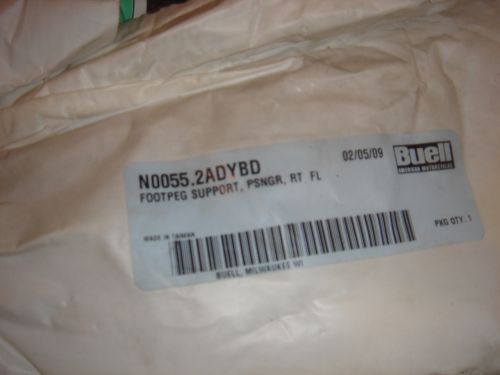 N0055.2ADYBD
02/05/09
Buell
AMERICAN MOTORCYCLES
FOOTPEG SUPPORT, PSNGR, RT FL
MADE IN TAIWAN
PKG QTY: 1
BUELL, MILWAUKEE WI